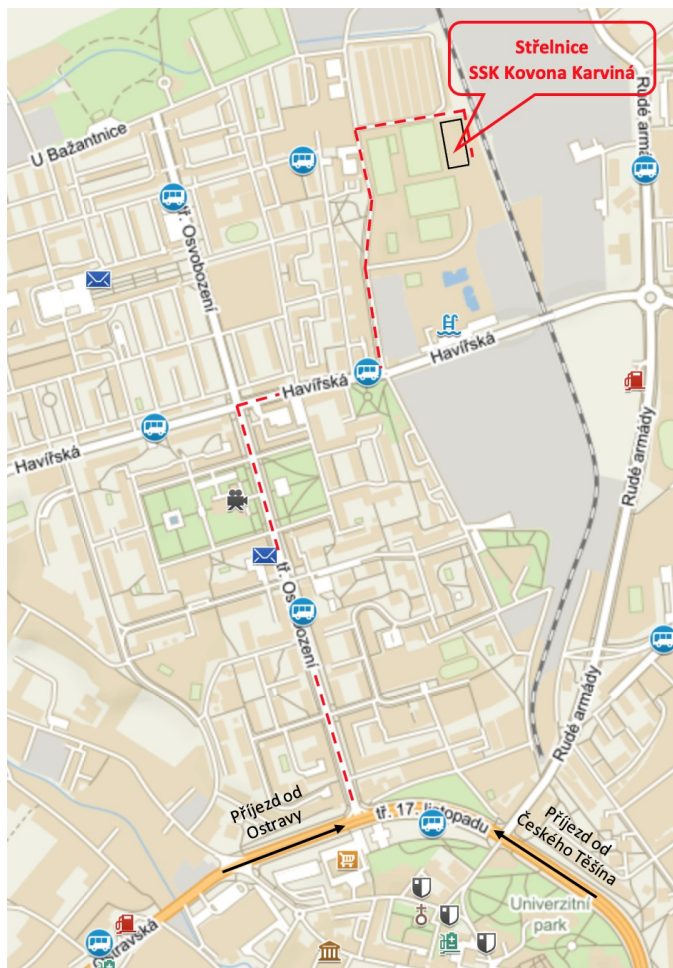 Střelnice
SSK Kovona Karviná
Rudé armády
U Bažantnice
tř. Osvobození
Havířská
Havířská
Havířská
Rudé armády
tř. Osvobození
Rudé armády
Příjezd od
Ostravy
tř. 17. listopadu
Příjezd od
Českého Těšína
Univerzitní
park
Ostravská